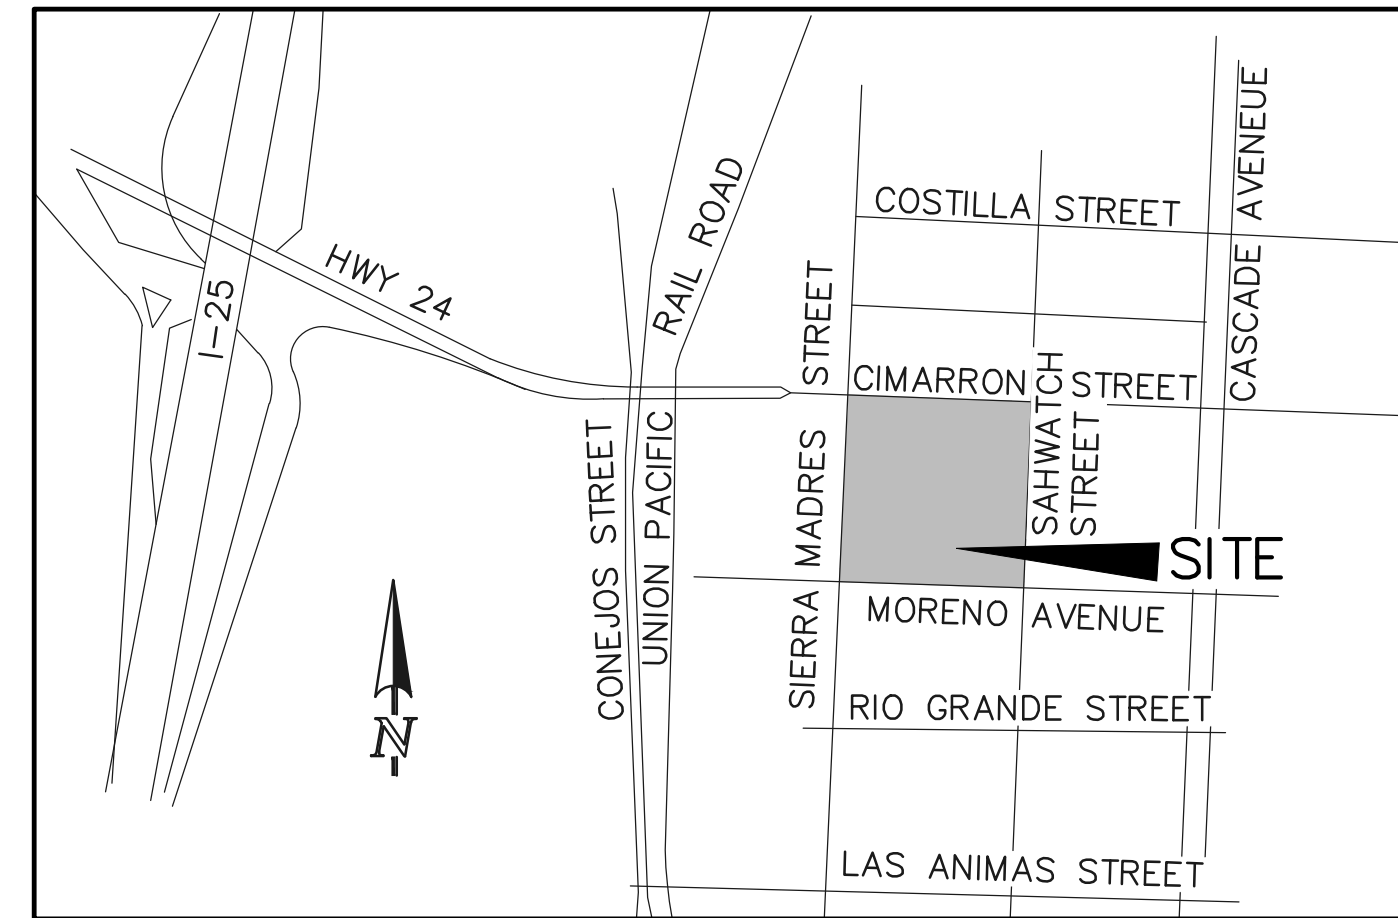 COSTILLA STREET
CASCADE AVENEUE
RAIL ROAD
HWY 24
I-25
SIERRA MADRES STREET
CIMARRON STREET
SAHWATCH
STREET
CONEJOS STREET
UNION PACIFIC
SITE
MORENO AVENUE
RIO GRANDE STREET
N
LAS ANIMAS STREET